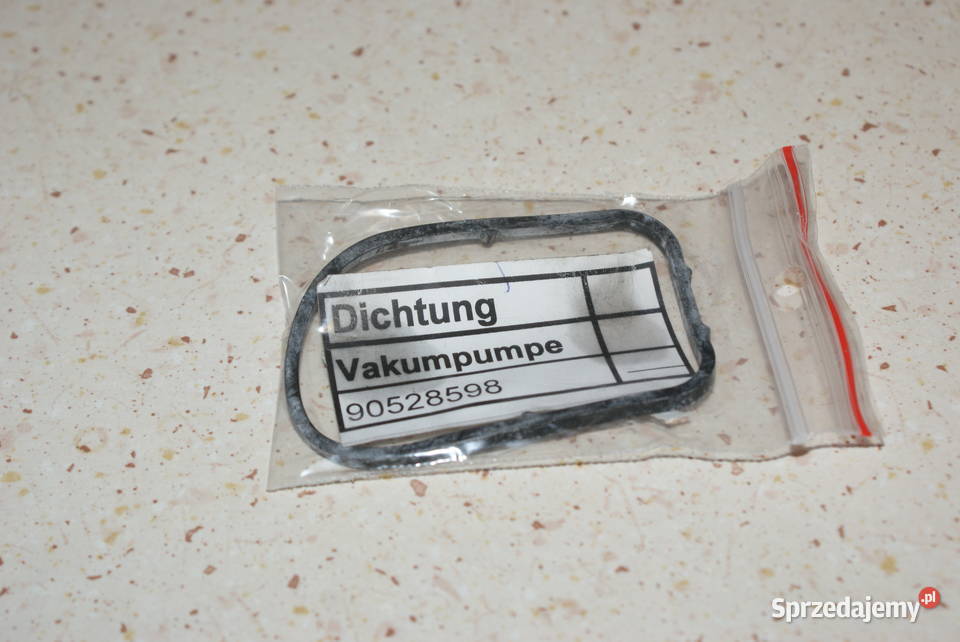 Dichtung
Vakumpumpe
90528598
Sprzedajemy.pl